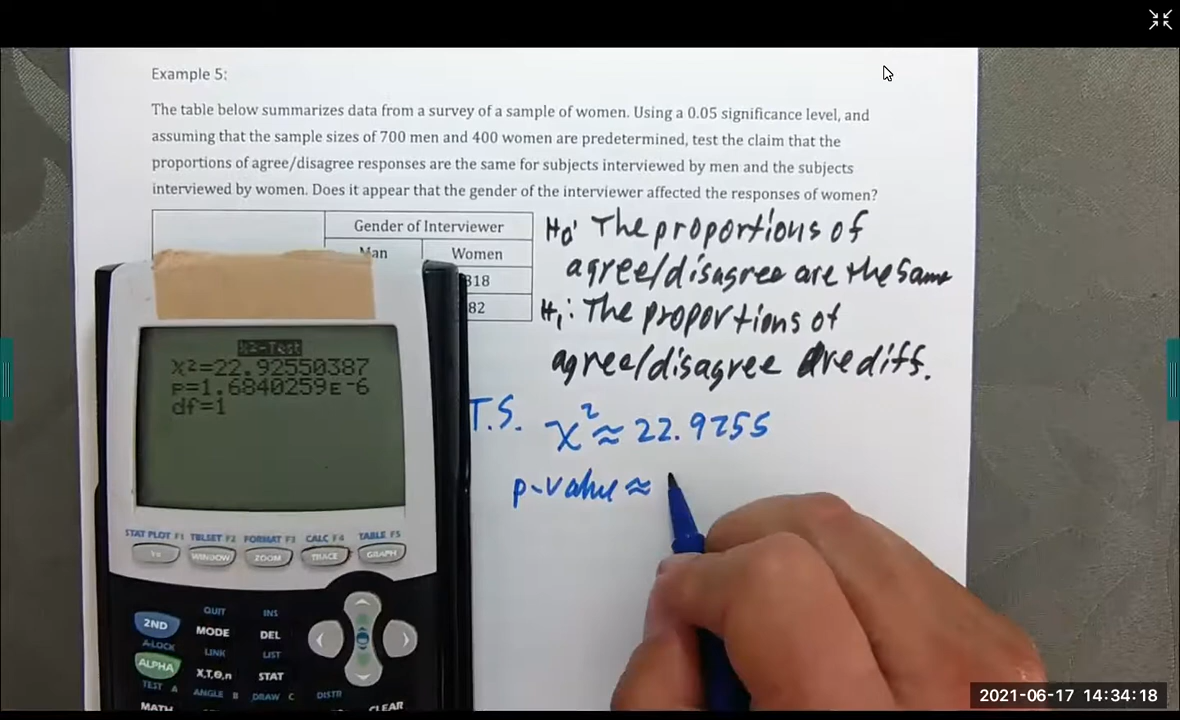 Example 5:
The table below summarizes data from a survey of a sample of women. Using a 0.05 significance level, and
assuming that the sample sizes of 700 men and 400 women are predetermined, test the claim that the
proportions of agree/disagree responses are the same for subjects interviewed by men and the subjects
interviewed by women. Does it appear that the gender of the interviewer affected the responses of women?
Gender of Interviewer
Man Women
318
82
H0: The proportions of
agree/disagree are the same
H1: The proportions of
agree/disagree are diff.
T.S. χ² ≈ 22.9255
p-value ≈
χ²-Test
χ²=22.92550387
P=1.6840259E-6
df=1
STAT PLOT F1 TBLSET F2 FORMAT F3 CALC F4 TABLE F5
Y= WINDOW ZOOM TRACE GRAPH
QUIT INS
2ND MODE DEL
A-LOCK LINK LIST
ALPHA X,T,Θ,n STAT
TEST A ANGLE B DRAW C DISTR
MATH CLEAR
2021-06-17 14:34:18